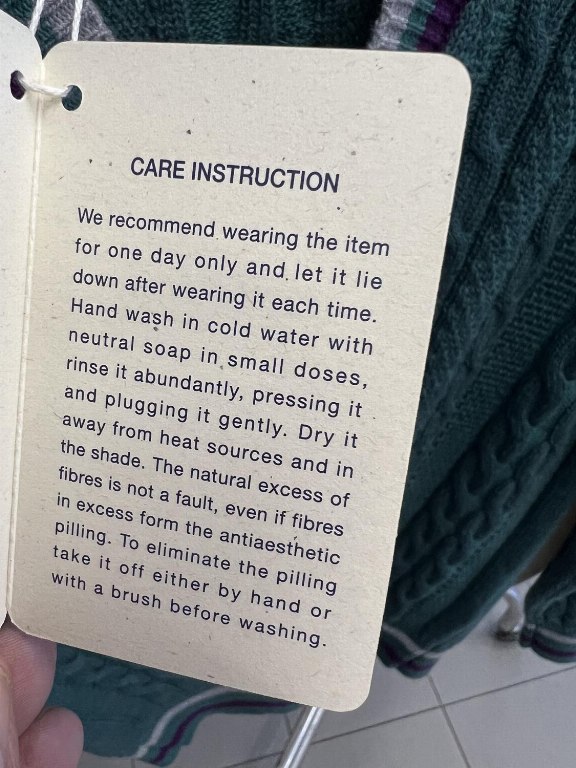 CARE INSTRUCTION
We recommend wearing the item
for one day only and let it lie
down after wearing it each time.
Hand wash in cold water with
neutral soap in small doses,
rinse it abundantly, pressing it
and plugging it gently. Dry it
away from heat sources and in
the shade. The natural excess of
fibres is not a fault, even if fibres
in excess form the antiaesthetic
pilling. To eliminate the pilling
take it off either by hand or
with a brush before washing.